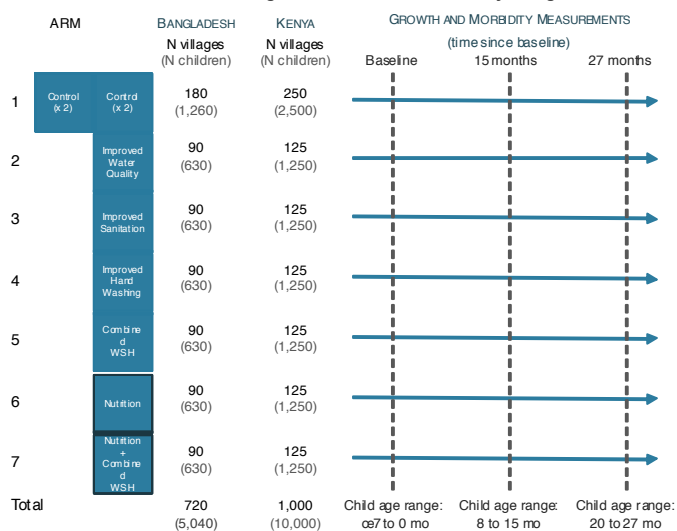 ARM
BANGLADESH
KENYA
GROWTH AND MORBIDITY MEASUREMENTS
(time since baseline)
N villages
(N children)
N villages
(N children)
Baseline
15 months
27 months
1
Control
(x 2)
Control
(x 2)
180
(1,260)
250
(2,500)
2
Improved
Water
Quality
90
(630)
125
(1,250)
3
Improved
Sanitation
90
(630)
125
(1,250)
4
Improved
Hand
Washing
90
(630)
125
(1,250)
5
Combine
d
WSH
90
(630)
125
(1,250)
6
Nutrition
90
(630)
125
(1,250)
7
Nutrition
+
Combine
d
WSH
90
(630)
125
(1,250)
Total
720
(5,040)
1,000
(10,000)
Child age range:
œ7 to 0 mo
Child age range:
8 to 15 mo
Child age range:
20 to 27 mo